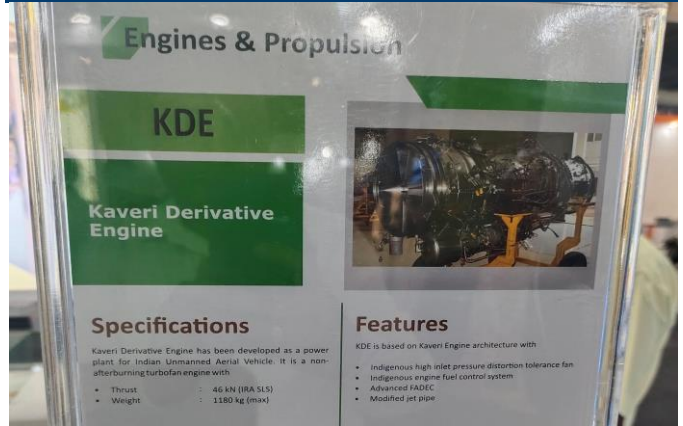 Engines & Propulsion
KDE
Kaveri Derivative
Engine
Specifications
Kaveri Derivative Engine has been developed as a power
plant for Indian Unmanned Aerial Vehicle. It is a non-
afterburning turbofan engine with
• Thrust : 46 kN (IRA SLS)
• Weight : 1180 kg (max)
Features
KDE is based on Kaveri Engine architecture with
• Indigenous high inlet pressure distortion tolerance fan
• Indigenous engine fuel control system
• Advanced FADEC
• Modified jet pipe